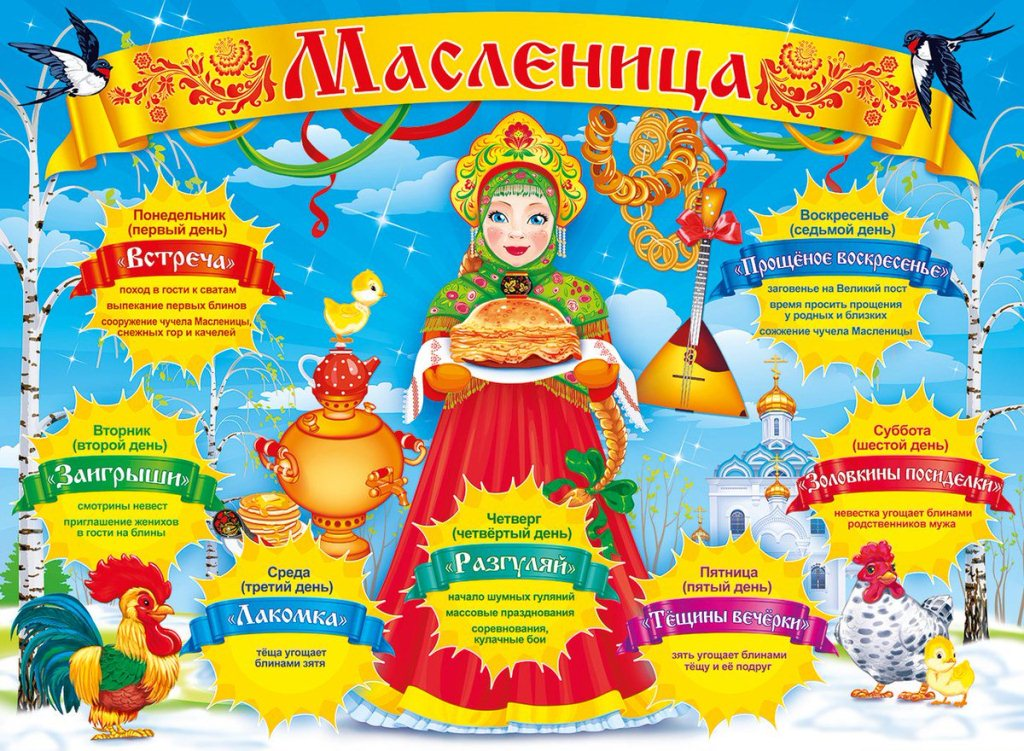 Масленица
Понедельник
(первый день)
«Встреча»
поход в гости к сватам
выпекание первых блинов
сооружение чучела Масленицы,
снежных гор и качелей
Вторник
(второй день)
«Заигрыши»
смотрины невест
приглашение женихов
в гости на блины
Среда
(третий день)
«Лакомка»
тёща угощает
блинами зятя
Четверг
(четвёртый день)
«Разгуляй»
начало шумных гуляний
массовые празднования
соревнования,
кулачные бои
Пятница
(пятый день)
«Тёщины вечёрки»
зять угощает блинами
тёщу и её подруг
Суббота
(шестой день)
«Золовкины посиделки»
невестка угощает блинами
родственников мужа
Воскресенье
(седьмой день)
«Прощёное воскресенье»
заговенье на Великий пост
время просить прощения
у родных и близких
сожжение чучела Масленицы